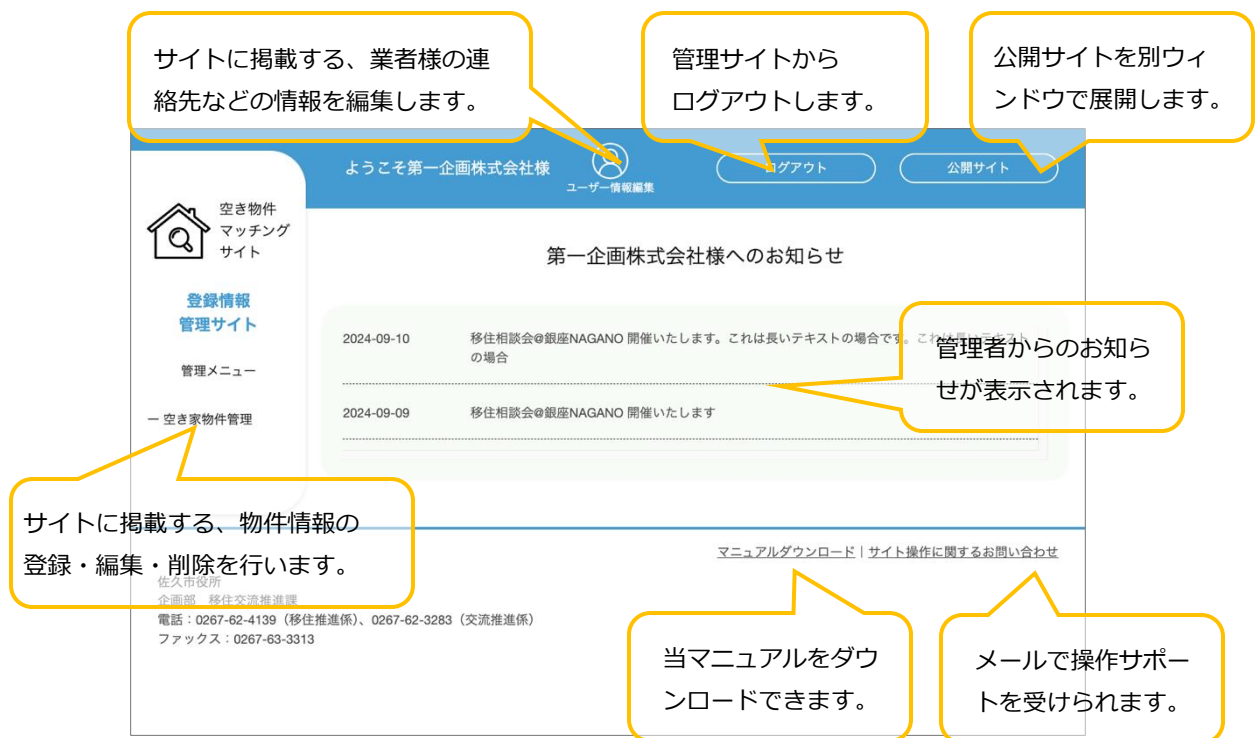 サイトに掲載する、業者様の連
絡先などの情報を編集します。
管理サイトから
ログアウトします。
公開サイトを別ウィ
ンドウで展開します。
ようこそ第一企画株式会社様
ユーザー情報編集
ログアウト
公開サイト
空き物件
マッチング
サイト
登録情報
管理サイト
管理メニュー
ー 空き家物件管理
第一企画株式会社様へのお知らせ
2024-09-10
移住相談会@銀座NAGANO 開催いたします。これは長いテキストの場合です。これは長いテキスト
の場合
2024-09-09
移住相談会@銀座NAGANO 開催いたします
管理者からのお知ら
せが表示されます。
サイトに掲載する、物件情報の
登録・編集・削除を行います。
マニュアルダウンロード | サイト操作に関するお問い合わせ
佐久市役所
企画部 移住交流推進課
電話：0267-62-4139（移住推進係）、0267-62-3283（交流推進係）
ファックス：0267-63-3313
当マニュアルをダウ
ンロードできます。
メールで操作サポー
トを受けられます。